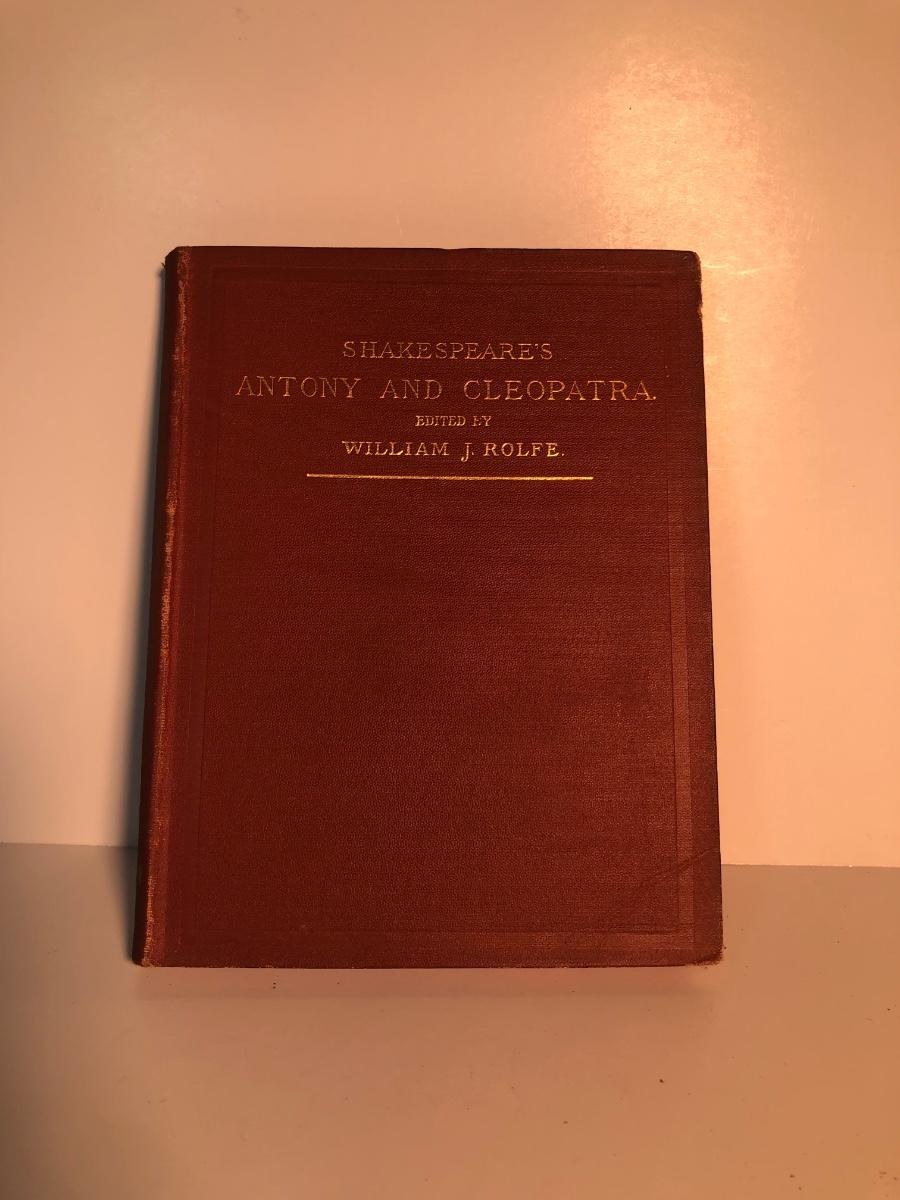 SHAKESPEARE'S
ANTONY AND CLEOPATRA.
EDITED BY
WILLIAM J. ROLFE.